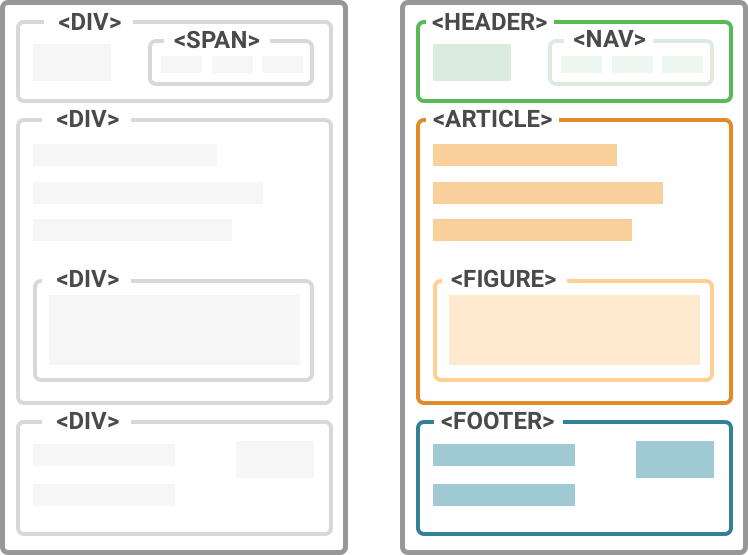 <DIV>
<SPAN>
<DIV>
<DIV>
<DIV>
<HEADER>
<NAV>
<ARTICLE>
<FIGURE>
<FOOTER>